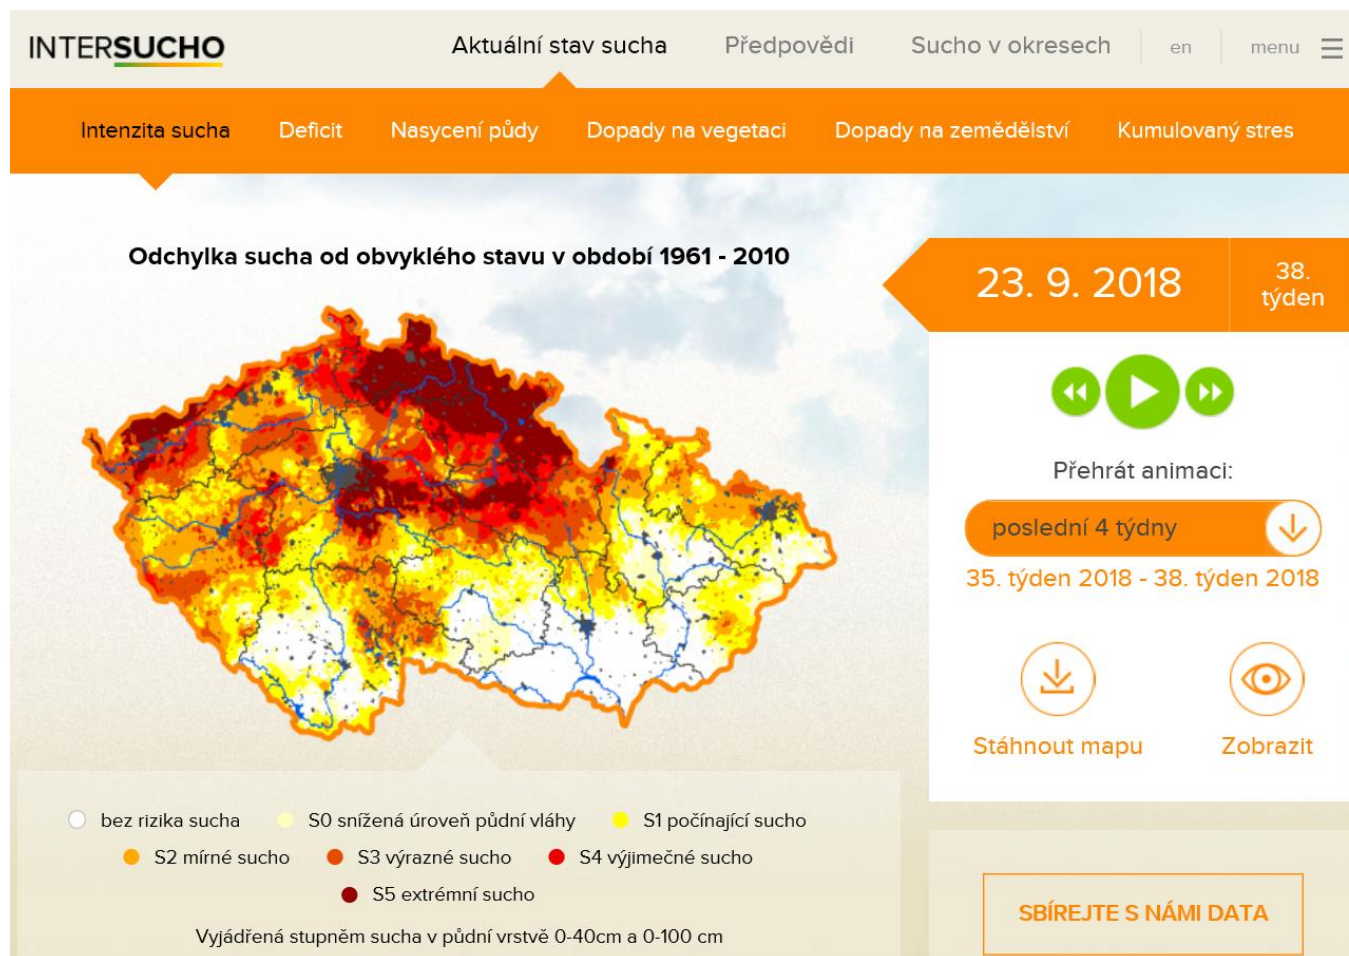 INTERSUCHO
Aktuální stav sucha
Předpovědi
Sucho v okresech
en
menu
Intenzita sucha
Deficit
Nasycení půdy
Dopady na vegetaci
Dopady na zemědělství
Kumulovaný stres
Odchylka sucha od obvyklého stavu v období 1961 - 2010
23. 9. 2018
38.
týden
Přehrát animaci:
poslední 4 týdny
35. týden 2018 - 38. týden 2018
Stáhnout mapu
Zobrazit
bez rizika sucha
S0 snížená úroveň půdní vláhy
S1 počínající sucho
S2 mírné sucho
S3 výrazné sucho
S4 výjimečné sucho
S5 extrémní sucho
Vyjádřená stupněm sucha v půdní vrstvě 0-40cm a 0-100 cm
SBÍREJTE S NÁMI DATA